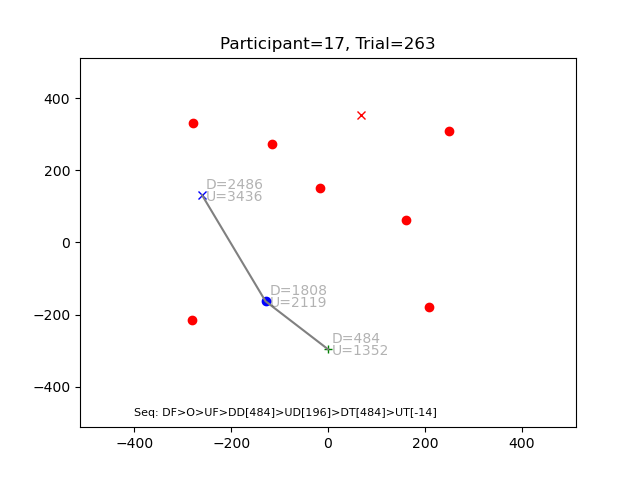 Participant=17, Trial=263
400
200
0
−200
−400
D=2486
U=3436
D=1808
U=2119
D=484
U=1352
Seq: DF>O>UF>DD[484]>UD[196]>DT[484]>UT[-14]
−400
−200
0
200
400